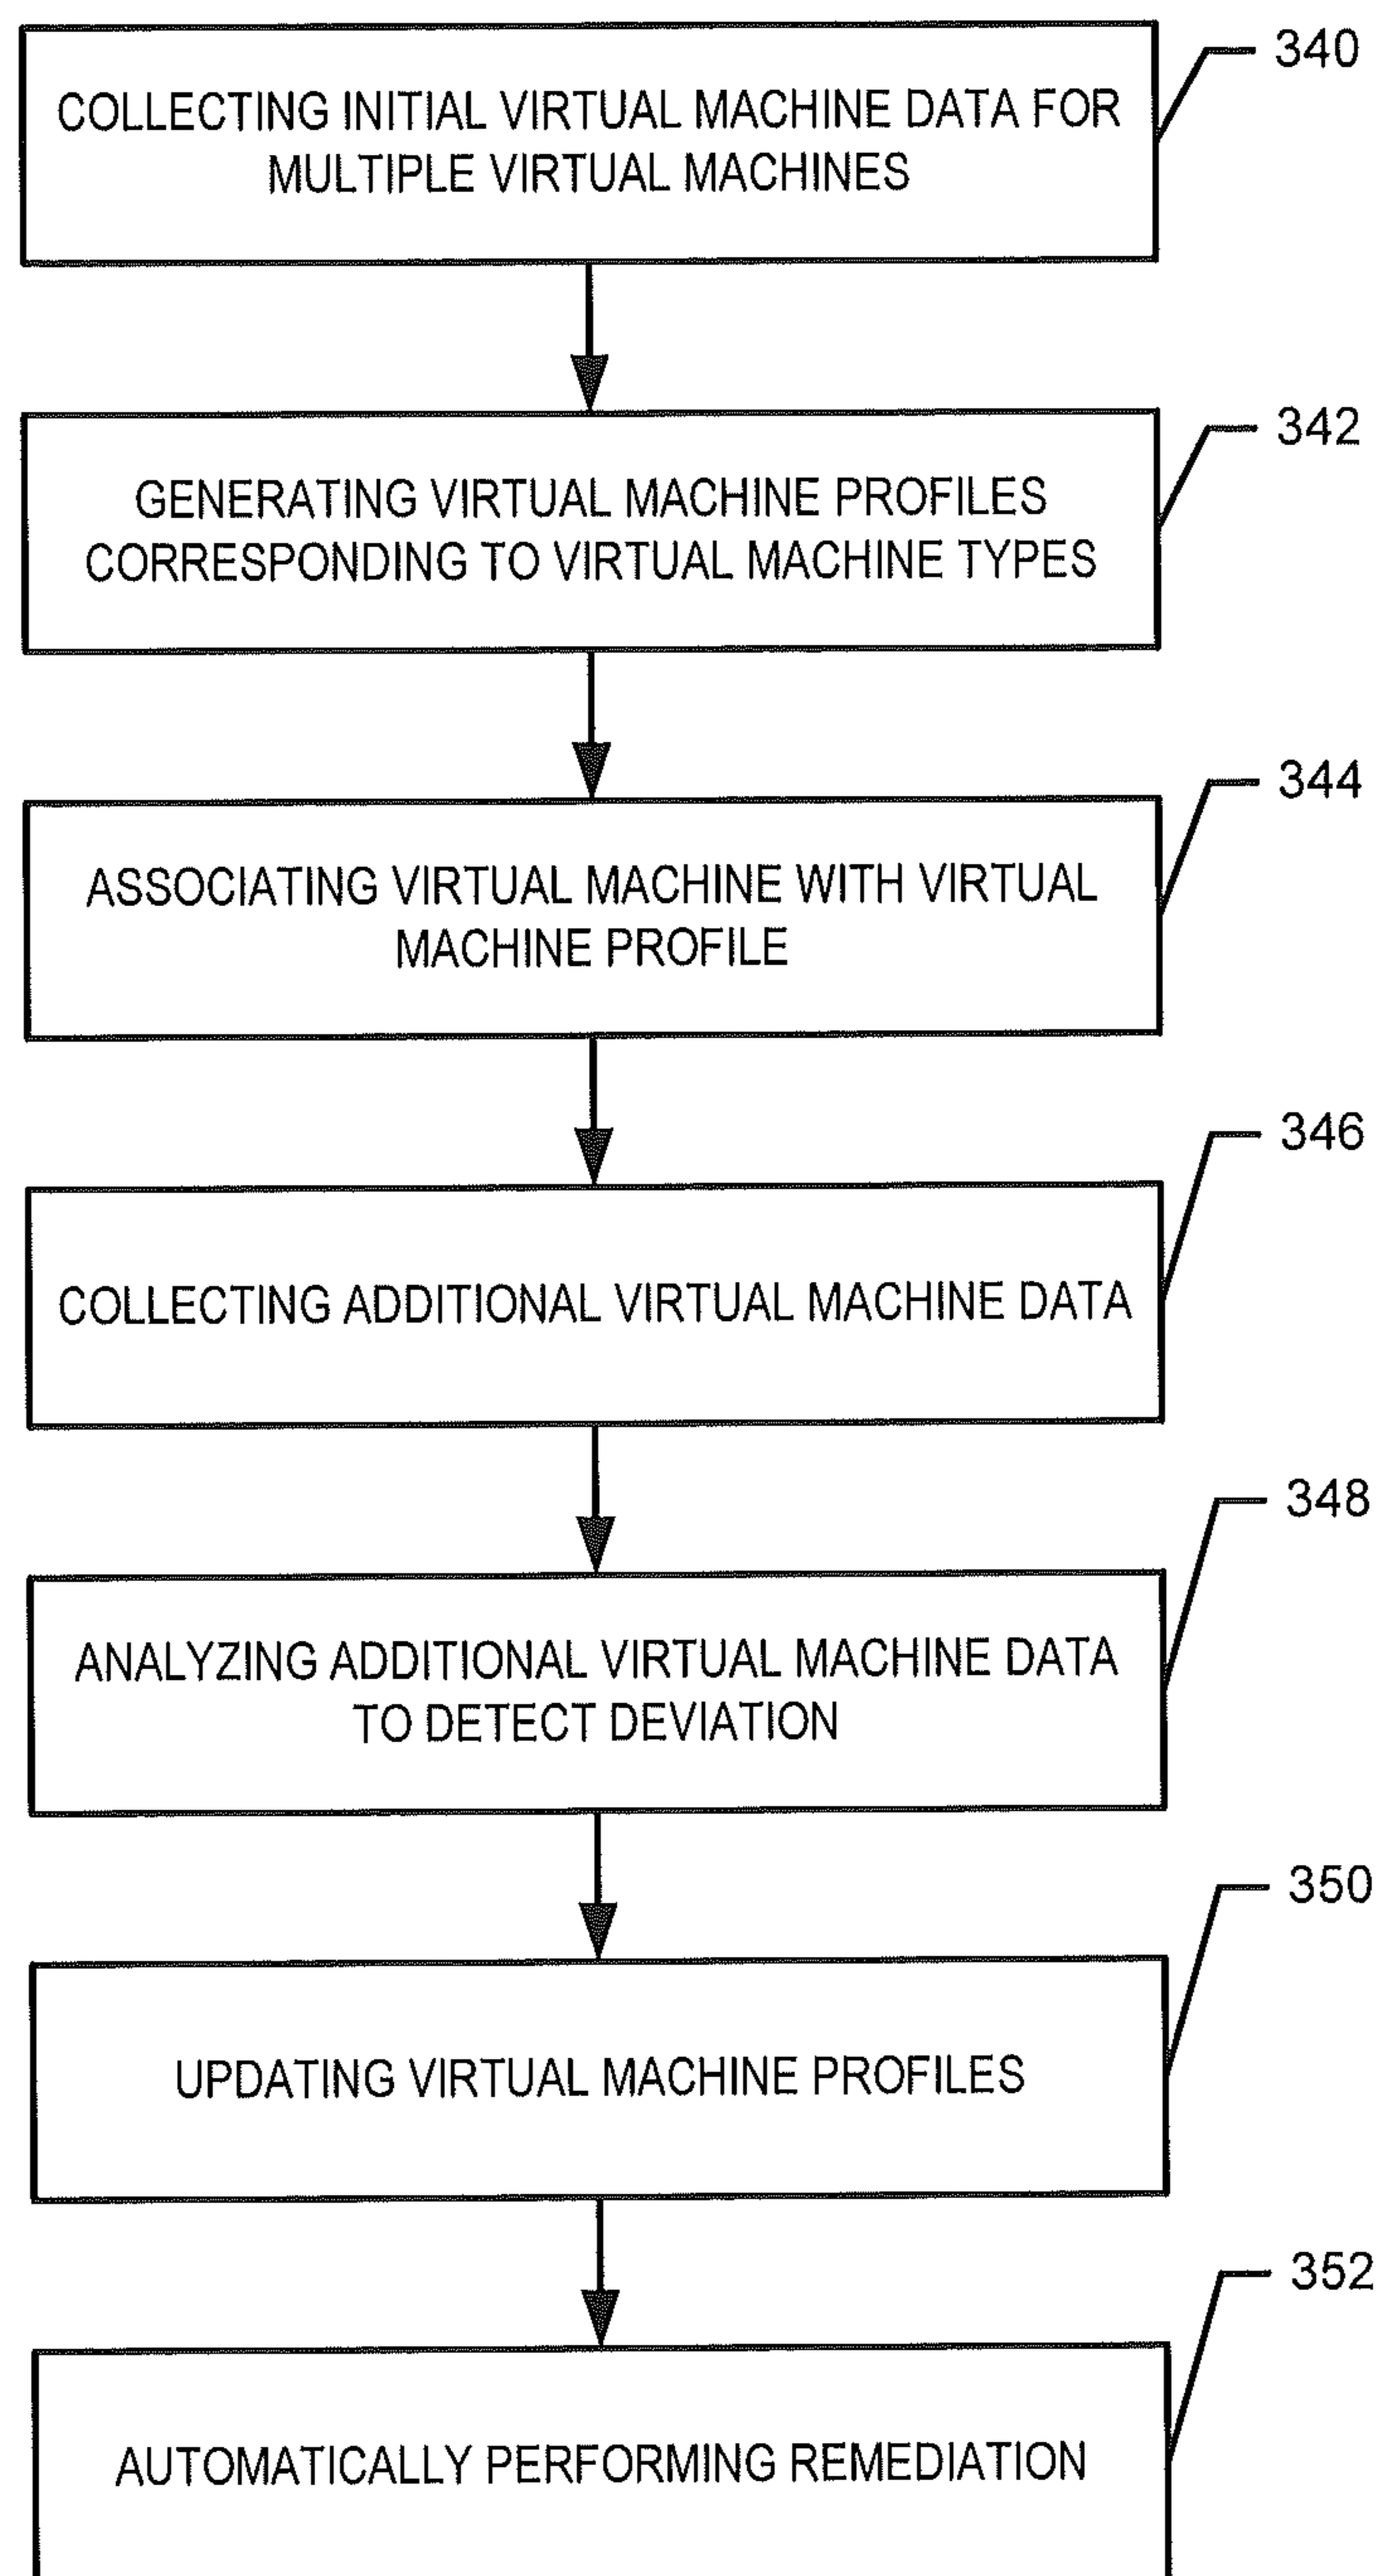 340
COLLECTING INITIAL VIRTUAL MACHINE DATA FOR
MULTIPLE VIRTUAL MACHINES
342
GENERATING VIRTUAL MACHINE PROFILES
CORRESPONDING TO VIRTUAL MACHINE TYPES
344
ASSOCIATING VIRTUAL MACHINE WITH VIRTUAL
MACHINE PROFILE
346
COLLECTING ADDITIONAL VIRTUAL MACHINE DATA
348
ANALYZING ADDITIONAL VIRTUAL MACHINE DATA
TO DETECT DEVIATION
350
UPDATING VIRTUAL MACHINE PROFILES
352
AUTOMATICALLY PERFORMING REMEDIATION